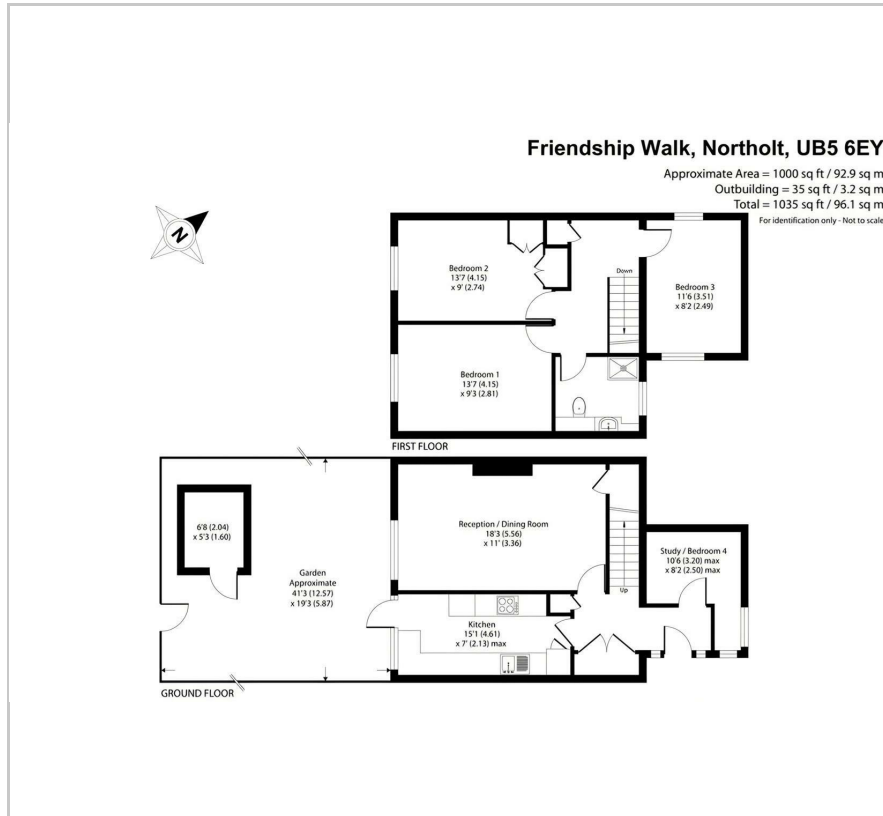 Friendship Walk, Northolt, UB5 6EY
Approximate Area = 1000 sq ft / 92.9 sq m
Outbuilding = 35 sq ft / 3.2 sq m
Total = 1035 sq ft / 96.1 sq m
For identification only - Not to scale
N
Bedroom 2
13'7 (4.15)
x 9' (2.74)
Down
Bedroom 3
11'6 (3.51)
x 8'2 (2.49)
Bedroom 1
13'7 (4.15)
x 9'3 (2.81)
FIRST FLOOR
6'8 (2.04)
x 5'3 (1.60)
Garden
Approximate
41'3 (12.57)
x 19'3 (5.87)
Reception / Dining Room
18'3 (5.56)
x 11' (3.36)
Study / Bedroom 4
10'6 (3.20) max
x 8'2 (2.50) max
Up
Kitchen
15'1 (4.61)
x 7' (2.13) max
GROUND FLOOR